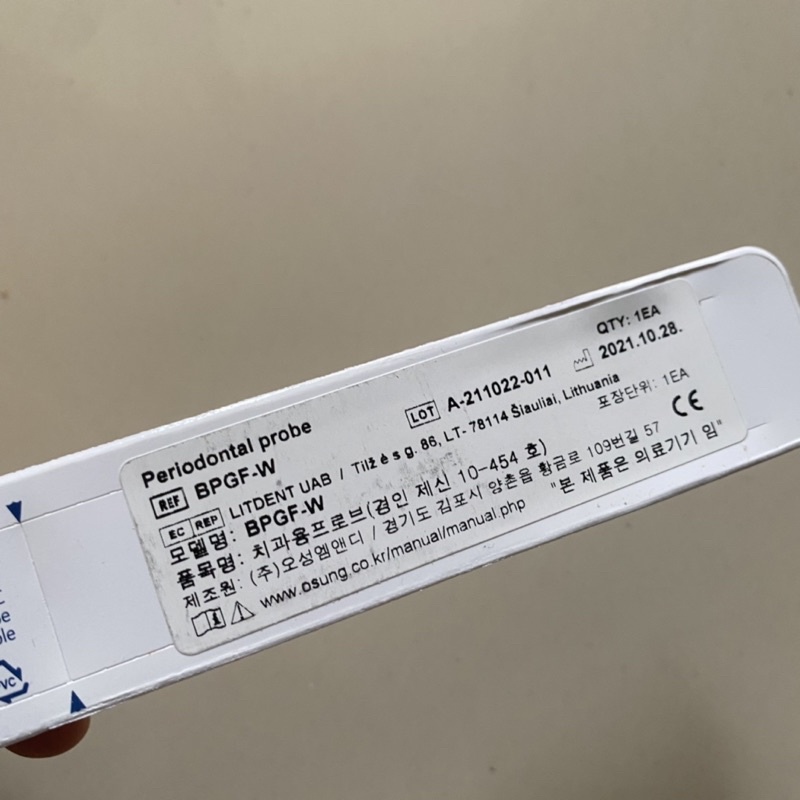 Periodontal probe
QTY: 1EA
REF BPGF-W
LOT A-211022-011
2021.10.28.
EC REP LITDENT UAB / Tilžės g. 86, LT- 78114 Šiauliai, Lithuania
모델명: BPGF-W
포장단위: 1EA
품목명: 치과용프로브(경인 제신 10-454 호)
CE
제조원: (주)오성엠앤디 / 경기도 김포시 양촌읍 황금로 109번길 57
www.osung.co.kr/manual/manual.php
"본 제품은 의료기기 임"